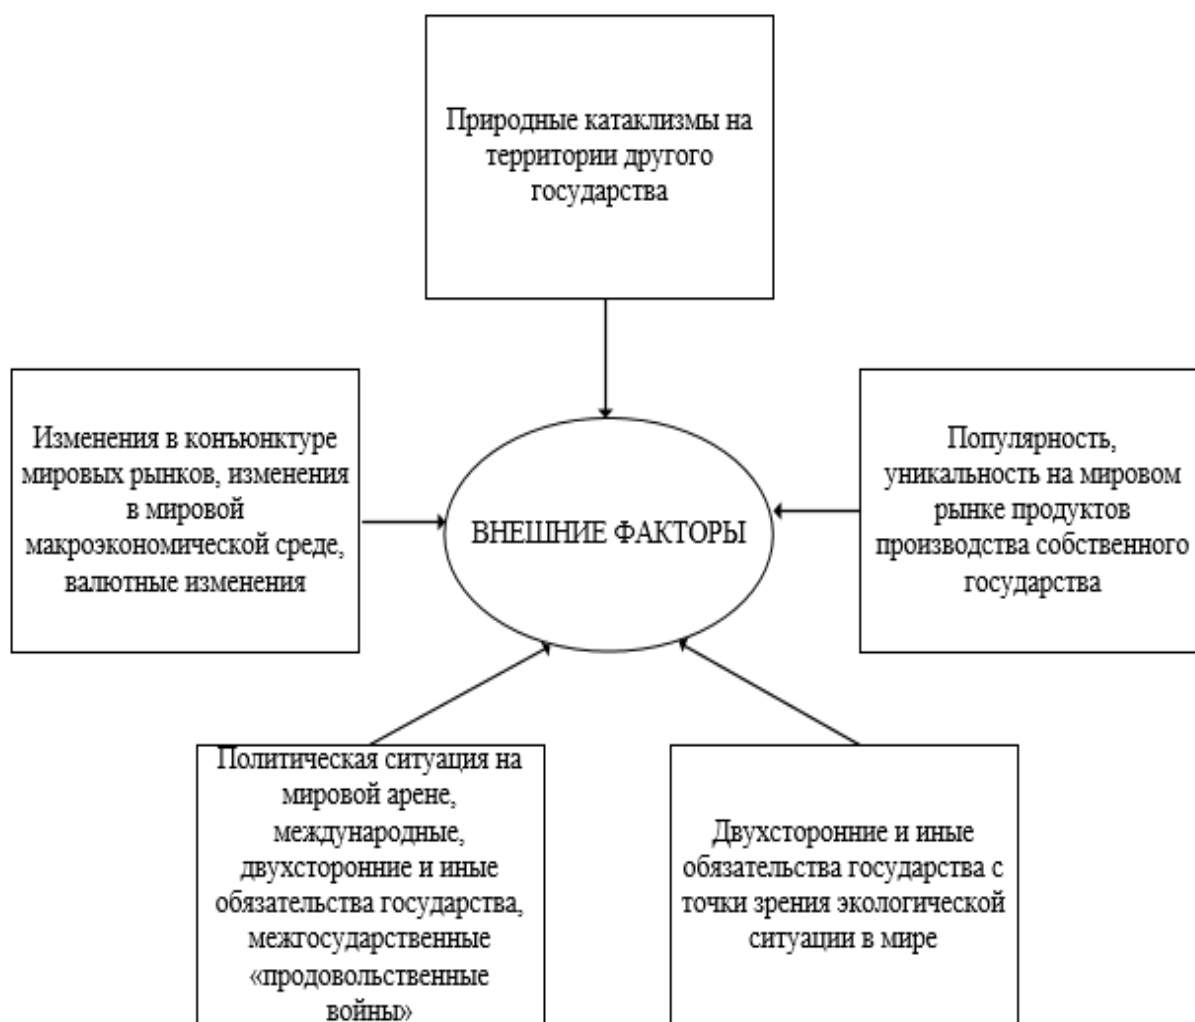 Природные катаклизмы на
территории другого
государства
Изменения в конъюнктуре
мировых рынков, изменения
в мировой
макроэкономической среде,
валютные изменения
ВНЕШНИЕ ФАКТОРЫ
Популярность,
уникальность на мировом
рынке продуктов
производства собственного
государства
Политическая ситуация на
мировой арене,
международные,
двухсторонние и иные
обязательства государства,
межгосударственные
«продовольственные
войны»
Двухсторонние и иные
обязательства государства с
точки зрения экологической
ситуации в мире